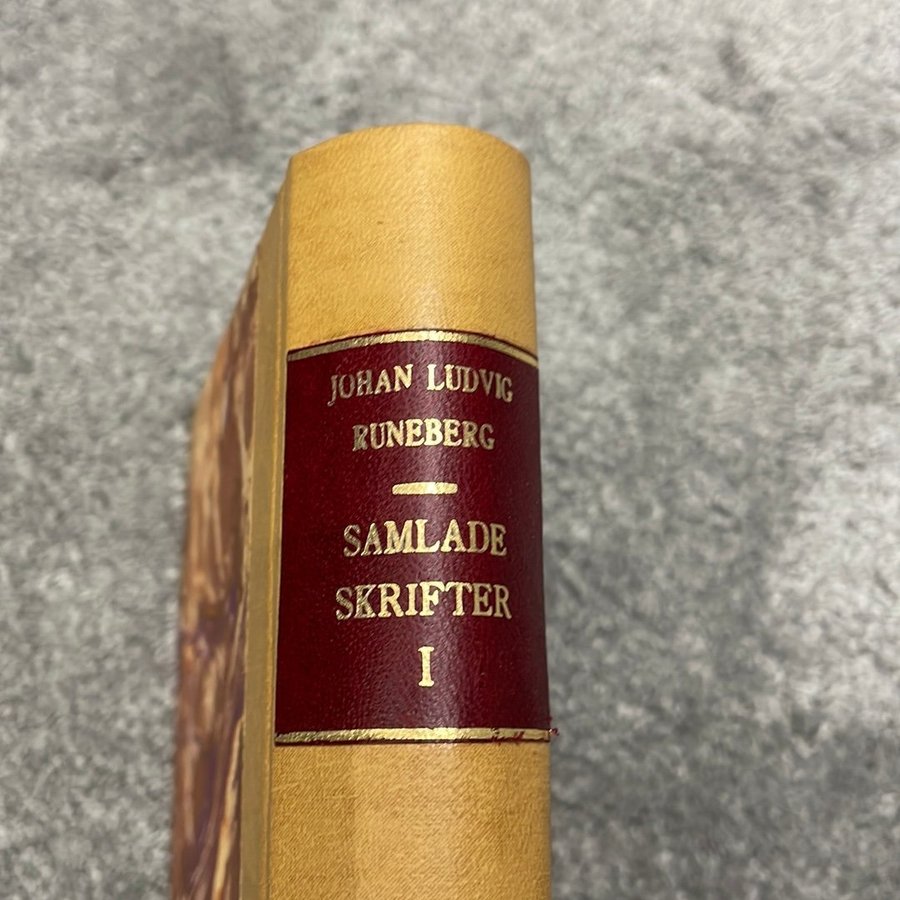 JOHAN LUDVIG
RUNEBERG
SAMLADE
SKRIFTER
I